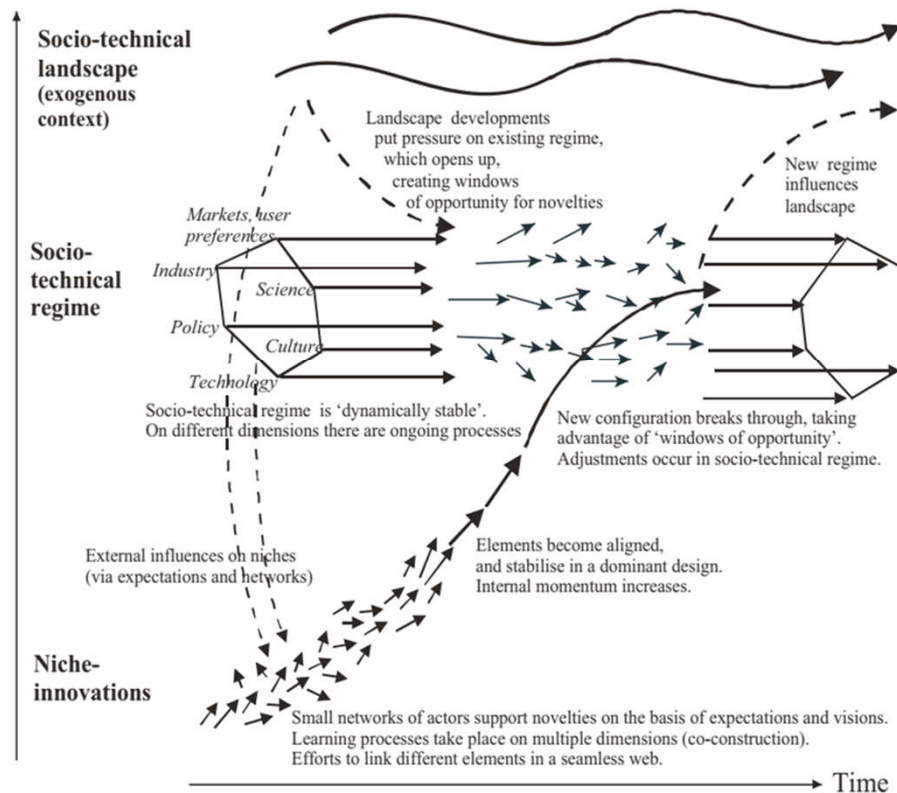 Socio-technical
landscape
(exogenous
context)
Landscape developments
put pressure on existing regime,
which opens up,
creating windows
of opportunity for novelties
New regime
influences
landscape
Markets, user
preferences
Socio-
technical
regime
Industry
Science
Policy
Culture
Technology
Socio-technical regime is ‘dynamically stable’.
On different dimensions there are ongoing processes
New configuration breaks through, taking
advantage of ‘windows of opportunity’.
Adjustments occur in socio-technical regime.
External influences on niches
(via expectations and networks)
Elements become aligned,
and stabilise in a dominant design.
Internal momentum increases.
Niche-
innovations
Small networks of actors support novelties on the basis of expectations and visions.
Learning processes take place on multiple dimensions (co-construction).
Efforts to link different elements in a seamless web.
Time